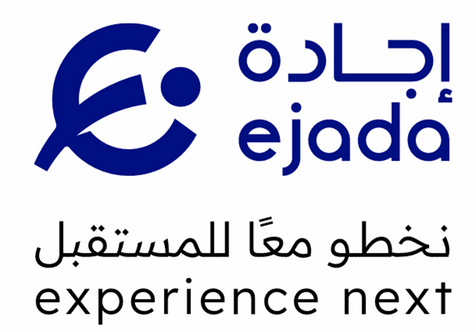 إجادة
ejada
نخطو معًا للمستقبل
experience next